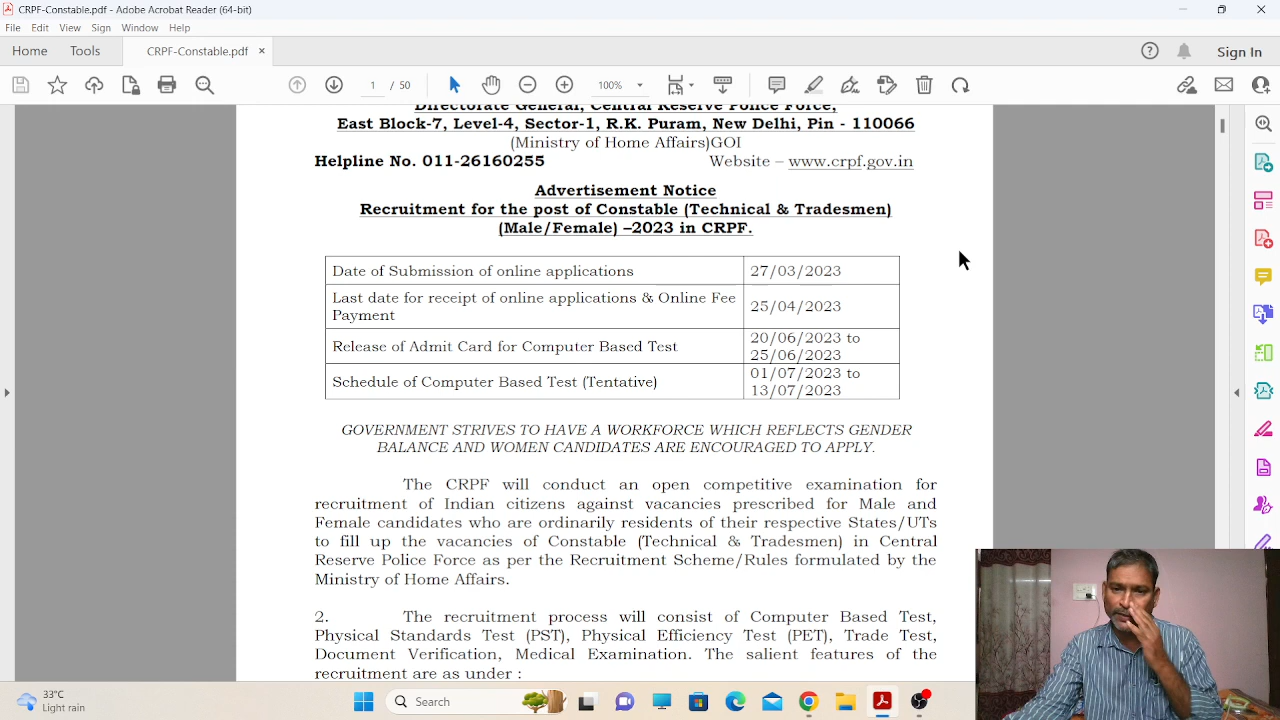 CRPF-Constable.pdf - Adobe Acrobat Reader (64-bit)
File Edit View Sign Window Help
Home Tools CRPF-Constable.pdf × Sign In
1 / 50 100%
Directorate General, Central Reserve Police Force,
East Block-7, Level-4, Sector-1, R.K. Puram, New Delhi, Pin - 110066
(Ministry of Home Affairs)GOI
Helpline No. 011-26160255 Website – www.crpf.gov.in
Advertisement Notice
Recruitment for the post of Constable (Technical & Tradesmen)
(Male/Female) –2023 in CRPF.
Date of Submission of online applications 27/03/2023
Last date for receipt of online applications & Online Fee
Payment 25/04/2023
Release of Admit Card for Computer Based Test 20/06/2023 to
25/06/2023
Schedule of Computer Based Test (Tentative) 01/07/2023 to
13/07/2023
GOVERNMENT STRIVES TO HAVE A WORKFORCE WHICH REFLECTS GENDER
BALANCE AND WOMEN CANDIDATES ARE ENCOURAGED TO APPLY.
The CRPF will conduct an open competitive examination for
recruitment of Indian citizens against vacancies prescribed for Male and
Female candidates who are ordinarily residents of their respective States/UTs
to fill up the vacancies of Constable (Technical & Tradesmen) in Central
Reserve Police Force as per the Recruitment Scheme/Rules formulated by the
Ministry of Home Affairs.
2. The recruitment process will consist of Computer Based Test,
Physical Standards Test (PST), Physical Efficiency Test (PET), Trade Test,
Document Verification, Medical Examination. The salient features of the
recruitment are as under :
33°C
Light rain
Search